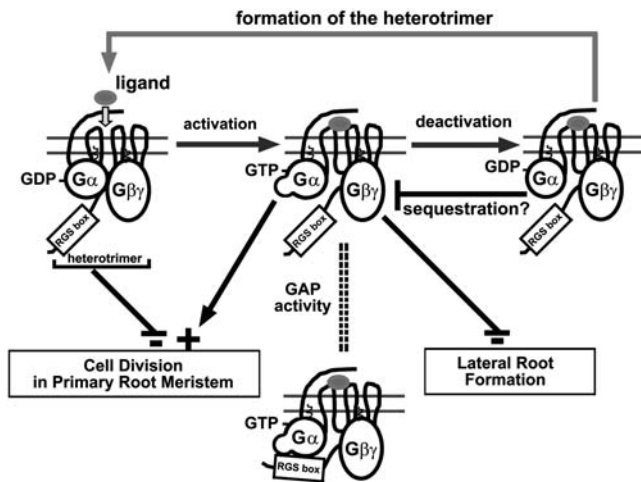 formation of the heterotrimer
ligand
activation
deactivation
GDP
Gα
Gβγ
RGS box
heterotrimer
GTP
Gα
Gβγ
RGS box
GDP
Gα
Gβγ
RGS box
sequestration?
GAP
activity
Cell Division
in Primary Root Meristem
Lateral Root
Formation
GTP
Gα
Gβγ
RGS box